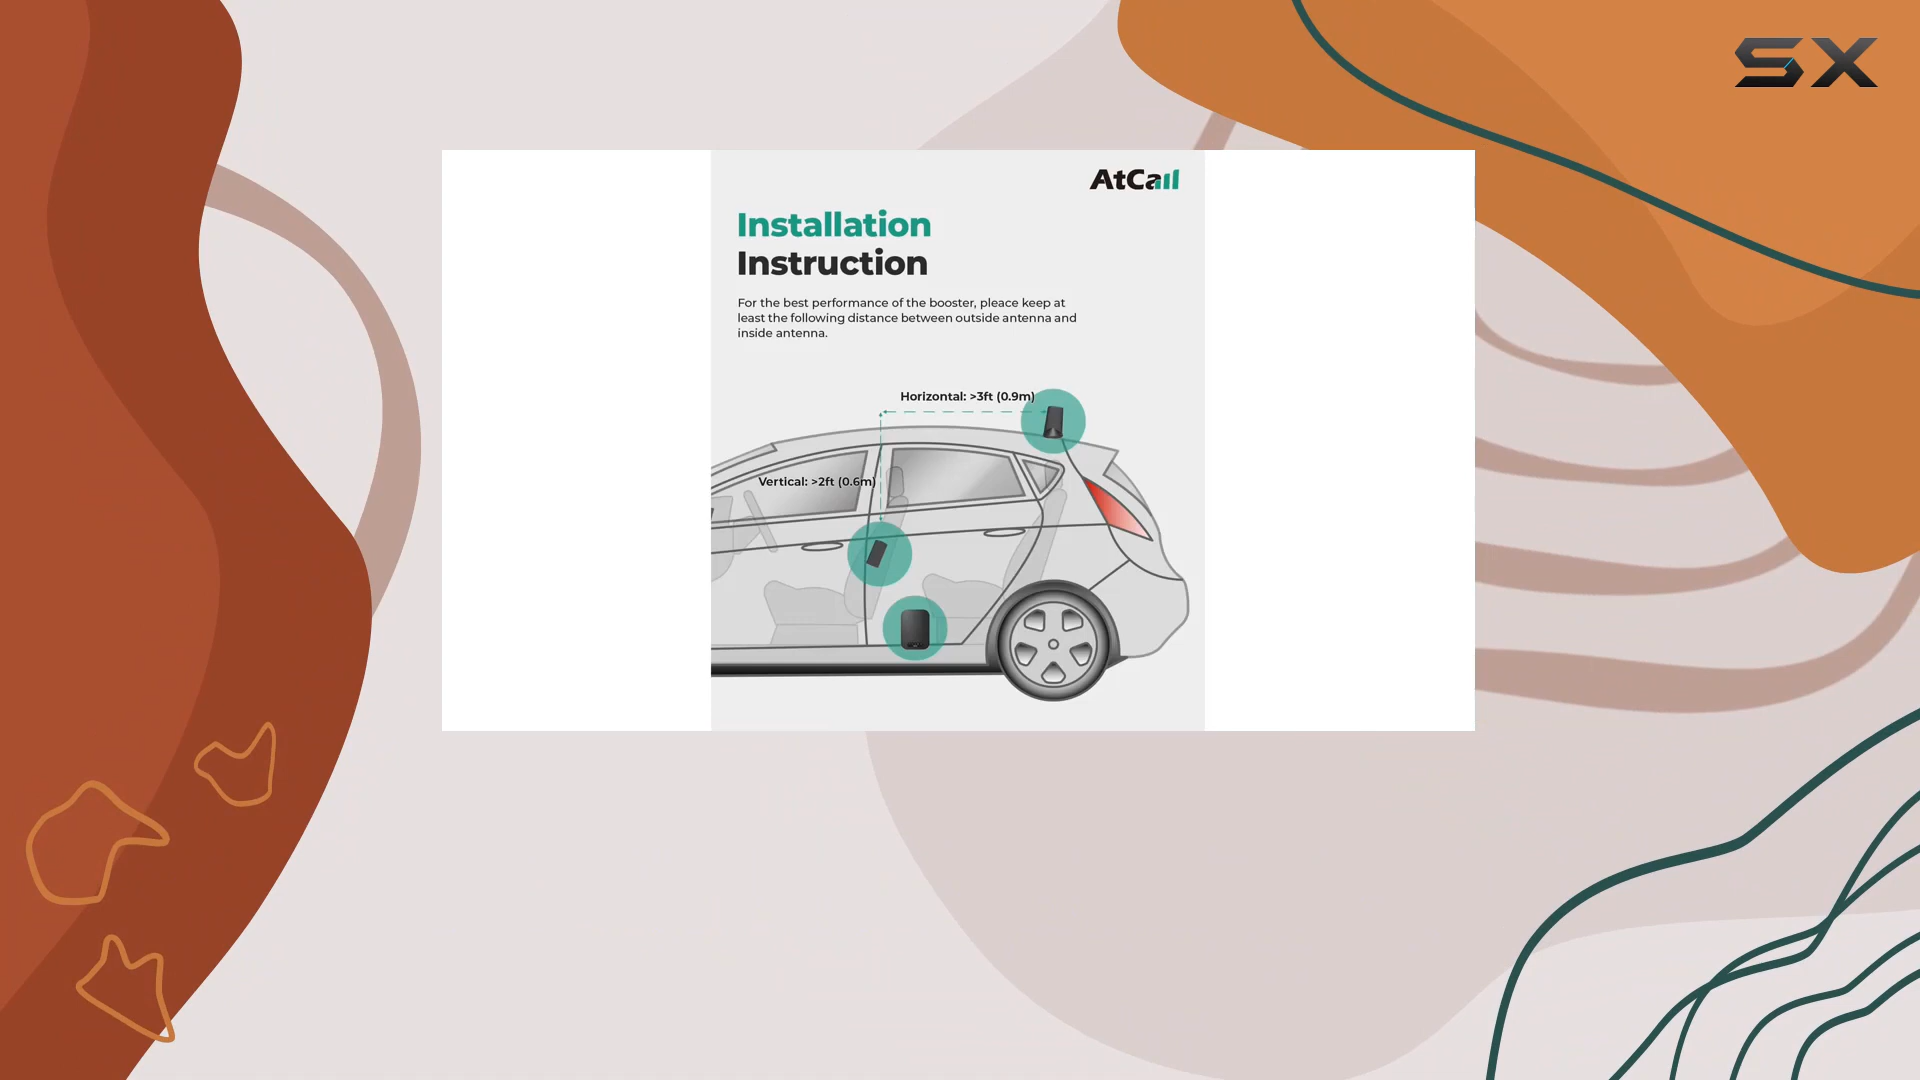 SX
AtCall
Installation
Instruction
For the best performance of the booster, pleace keep at
least the following distance between outside antenna and
inside antenna.
Horizontal: >3ft (0.9m)
Vertical: >2ft (0.6m)